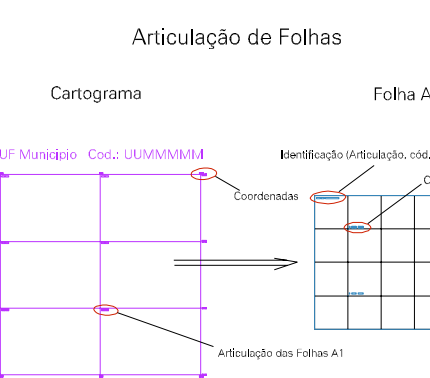 Articulação de Folhas
Cartograma
Folha A
UF Município Cod.: UUMMMMM
Identificação (Articulação, cód.
Coordenadas
Articulação das Folhas A1